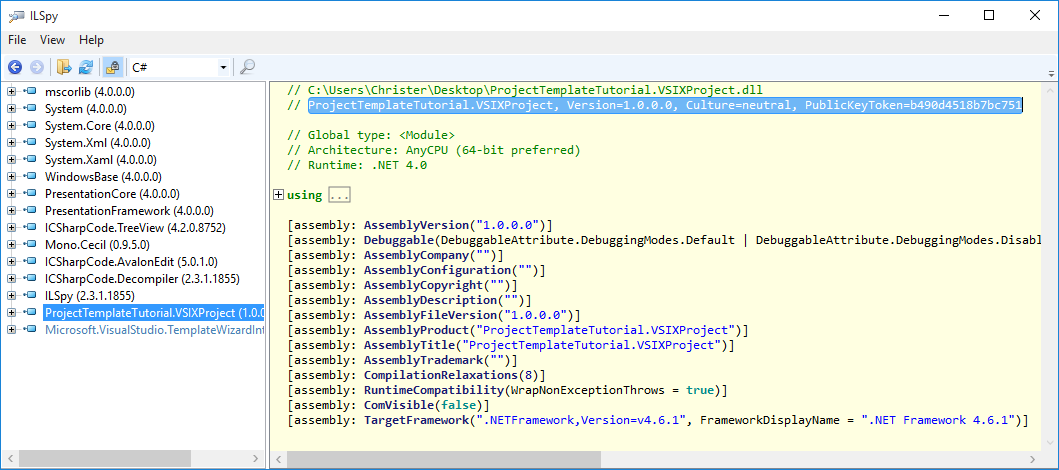 ILSpy
File View Help
C#
mscorlib (4.0.0.0)
System (4.0.0.0)
System.Core (4.0.0.0)
System.Xml (4.0.0.0)
System.Xaml (4.0.0.0)
WindowsBase (4.0.0.0)
PresentationCore (4.0.0.0)
PresentationFramework (4.0.0.0)
ICSharpCode.TreeView (4.2.0.8752)
Mono.Cecil (0.9.5.0)
ICSharpCode.AvalonEdit (5.0.1.0)
ICSharpCode.Decompiler (2.3.1.1855)
ILSpy (2.3.1.1855)
ProjectTemplateTutorial.VSIXProject (1.0.0
Microsoft.VisualStudio.TemplateWizardInt
// C:\Users\Christer\Desktop\ProjectTemplateTutorial.VSIXProject.dll
// ProjectTemplateTutorial.VSIXProject, Version=1.0.0.0, Culture=neutral, PublicKeyToken=b490d4518b7bc751
// Global type: <Module>
// Architecture: AnyCPU (64-bit preferred)
// Runtime: .NET 4.0
using ...
[assembly: AssemblyVersion("1.0.0.0")]
[assembly: Debuggable(DebuggableAttribute.DebuggingModes.Default | DebuggableAttribute.DebuggingModes.Disabl
[assembly: AssemblyCompany("")]
[assembly: AssemblyConfiguration("")]
[assembly: AssemblyCopyright("")]
[assembly: AssemblyDescription("")]
[assembly: AssemblyFileVersion("1.0.0.0")]
[assembly: AssemblyProduct("ProjectTemplateTutorial.VSIXProject")]
[assembly: AssemblyTitle("ProjectTemplateTutorial.VSIXProject")]
[assembly: AssemblyTrademark("")]
[assembly: CompilationRelaxations(8)]
[assembly: RuntimeCompatibility(WrapNonExceptionThrows = true)]
[assembly: ComVisible(false)]
[assembly: TargetFramework(".NETFramework,Version=v4.6.1", FrameworkDisplayName = ".NET Framework 4.6.1")]